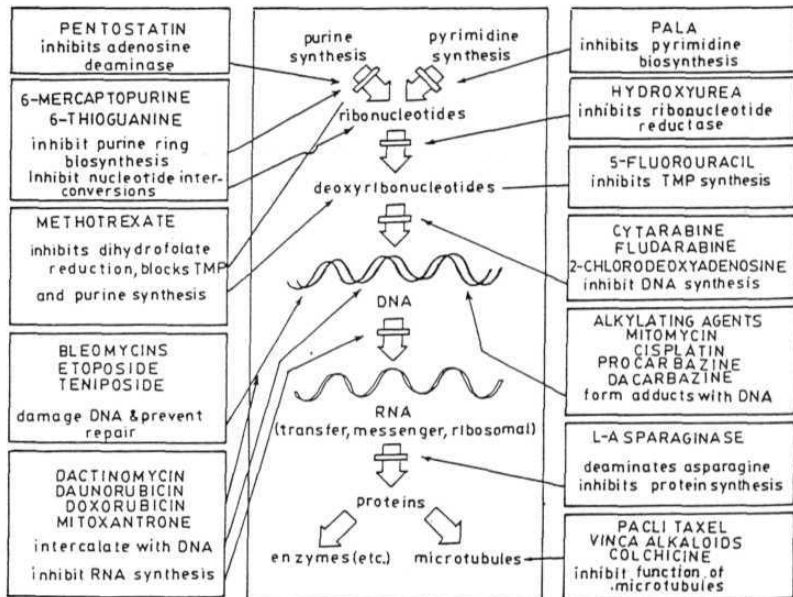 PENTOSTATIN
inhibits adenosine
deaminase
6-MERCAPTOPURINE
6-THIOGUANINE
inhibit purine ring
biosynthesis
Inhibit nucleotide inter-
conversions
METHOTREXATE
inhibits dihydrofolate
reduction, blocks TMP
and purine synthesis
BLEOMYCINS
ETOPOSIDE
TENIPOSIDE
damage DNA & prevent
repair
DACTINOMYCIN
DAUNORUBICIN
DOXORUBICIN
MITOXANTRONE
intercalate with DNA
inhibit RNA synthesis
purine
synthesis
pyrimidine
synthesis
ribonucleotides
deoxyribonucleotides
DNA
RNA
(transfer, messenger, ribosomal)
proteins
enzymes (etc.)
microtubules
PALA
inhibits pyrimidine
biosynthesis
HYDROXYUREA
inhibits ribonucleotide
reductase
5-FLUOROURACIL
inhibits TMP synthesis
CYTARABINE
FLUDARABINE
2-CHLORODEOXYADENOSINE
inhibit DNA synthesis
ALKYLATING AGENTS
MITOMYCIN
CISPLATIN
PROCARBAZINE
DACARBAZINE
form adducts with DNA
L-ASPARAGINASE
deaminates asparagine
inhibits protein synthesis
PACLI TAXEL
VINCA ALKALOIDS
COLCHICINE
inhibit function of
microtubules